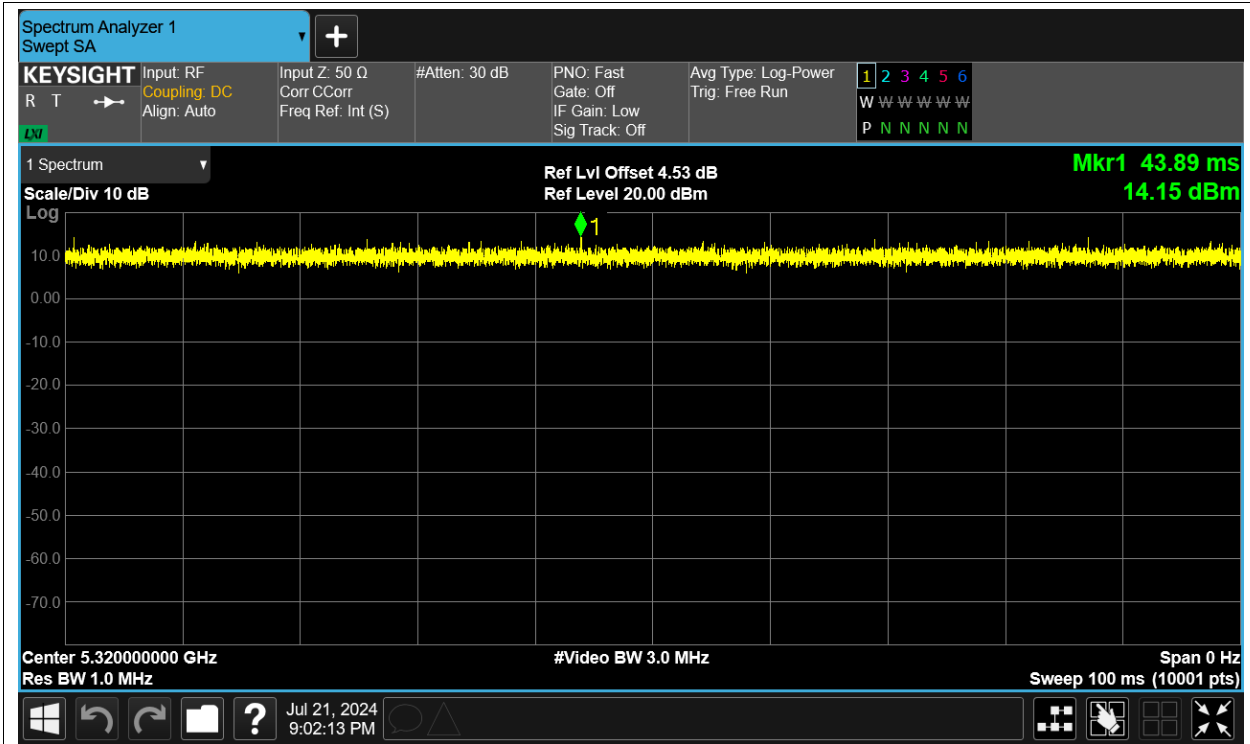 Spectrum Analyzer 1
Swept SA
KEYSIGHT
R T
LXI
Input: RF
Coupling: DC
Align: Auto
Input Z: 50 Ω
Corr CCorr
Freq Ref: Int (S)
#Atten: 30 dB
PNO: Fast
Gate: Off
IF Gain: Low
Sig Track: Off
Avg Type: Log-Power
Trig: Free Run
1 2 3 4 5 6
W W W W W W
P N N N N N
1 Spectrum
Scale/Div 10 dB
Ref Lvl Offset 4.53 dB
Ref Level 20.00 dBm
Mkr1 43.89 ms
14.15 dBm
Log
1
10.0
0.00
-10.0
-20.0
-30.0
-40.0
-50.0
-60.0
-70.0
Center 5.320000000 GHz
#Video BW 3.0 MHz
Span 0 Hz
Res BW 1.0 MHz
Sweep 100 ms (10001 pts)
?
Jul 21, 2024
9:02:13 PM